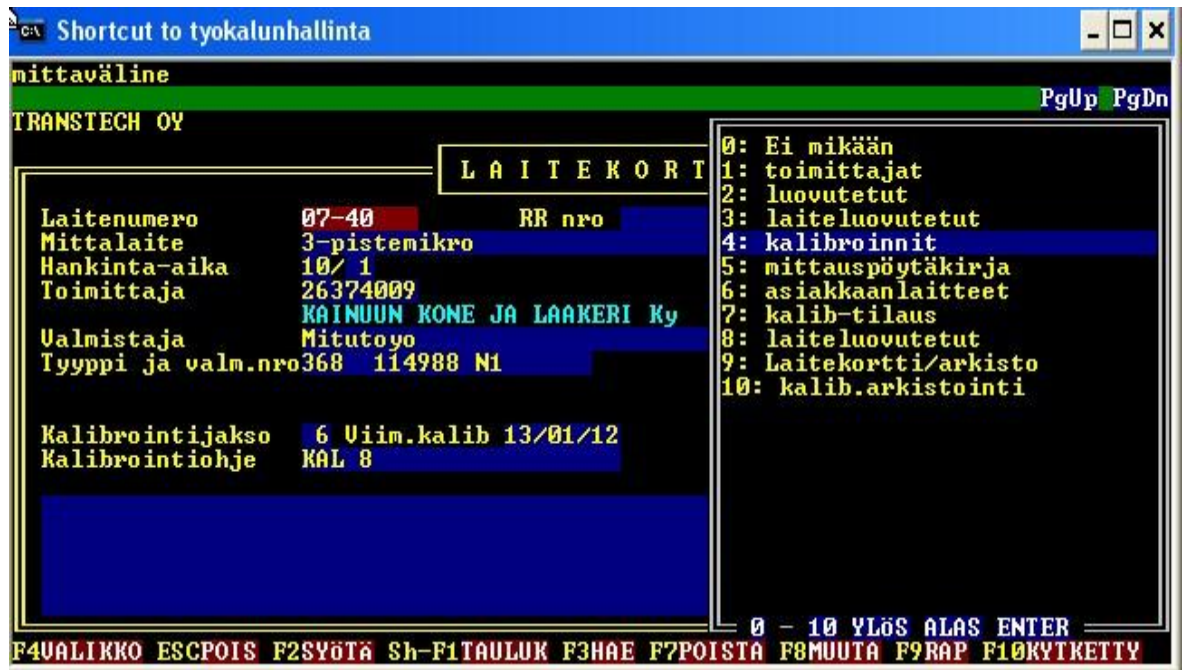 Shortcut to tyokalunhallinta
mittaväline
PgUp PgDn
TRANSTECH OY
L A I T E K O R T
Laitenumero 07-40 RR nro
Mittalaite 3-pistemikro
Hankinta-aika 10/ 1
Toimittaja 26374009
KAINUUN KONE JA LAAKERI Ky
Valmistaja Mitutoyo
Tyyppi ja valm.nro368 114988 N1
Kalibrointijakso 6 Viim.kalib 13/01/12
Kalibrointiohje KAL 8
0: Ei mikään
1: toimittajat
2: luovutetut
3: laiteluovutetut
4: kalibroinnit
5: mittauspöytäkirja
6: asiakkaanlaitteet
7: kalib-tilaus
8: laiteluovutetut
9: Laitekortti/arkisto
10: kalib.arkistointi
0 - 10 YLöS ALAS ENTER
F4VALIKKO ESCPOIS F2SYöTä Sh-F1TAULUK F3HAE F7POISTA F8MUUTA F9RAP F10KYTKETTY